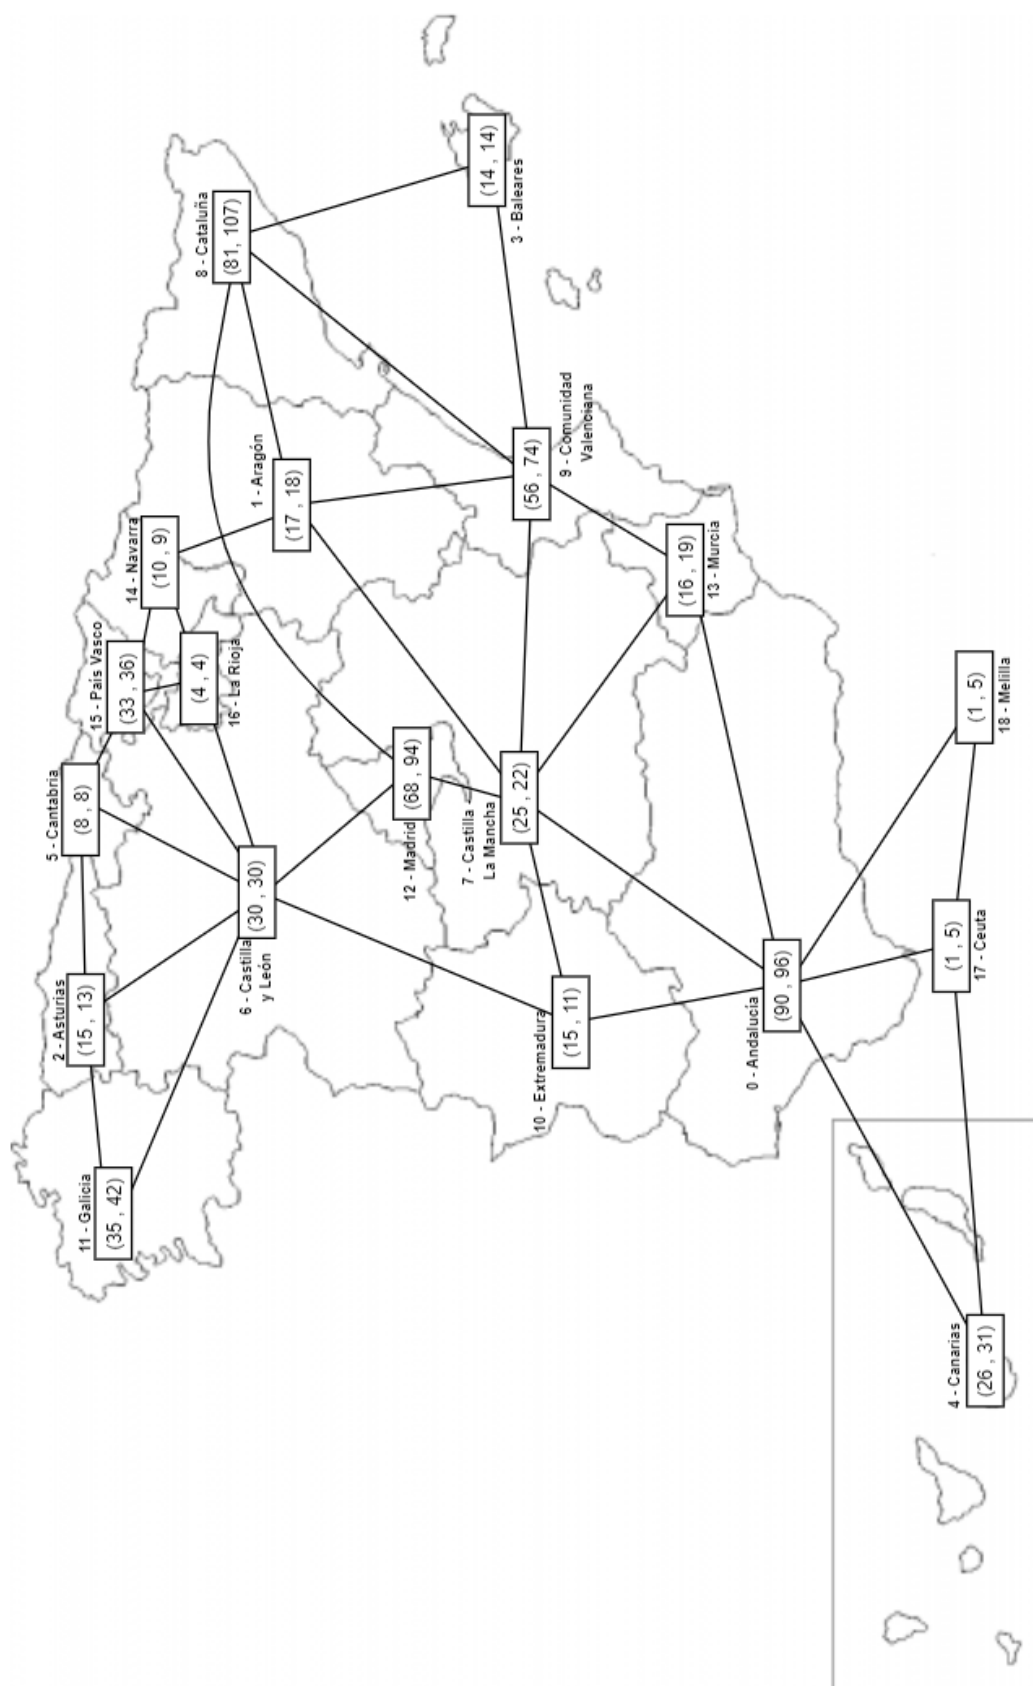 11 - Galicia
(35 , 42)
2 - Asturias
(15 , 13)
5 - Cantabria
(8 , 8)
15 - País Vasco
(33 , 36)
14 - Navarra
(10 , 9)
16 - La Rioja
(4 , 4)
6 - Castilla
y León
(30 , 30)
1 - Aragón
(17 , 18)
8 - Cataluña
(81, 107)
12 - Madrid
(68 , 94)
7 - Castilla
La Mancha
(25 , 22)
3 - Baleares
(14 , 14)
9 - Comunidad
Valenciana
(56 , 74)
10 - Extremadura
(15 , 11)
13 - Murcia
(16 , 19)
0 - Andalucia
(90 , 96)
17 - Ceuta
(1 , 5)
18 - Melilla
(1 , 5)
4 - Canarias
(26 , 31)